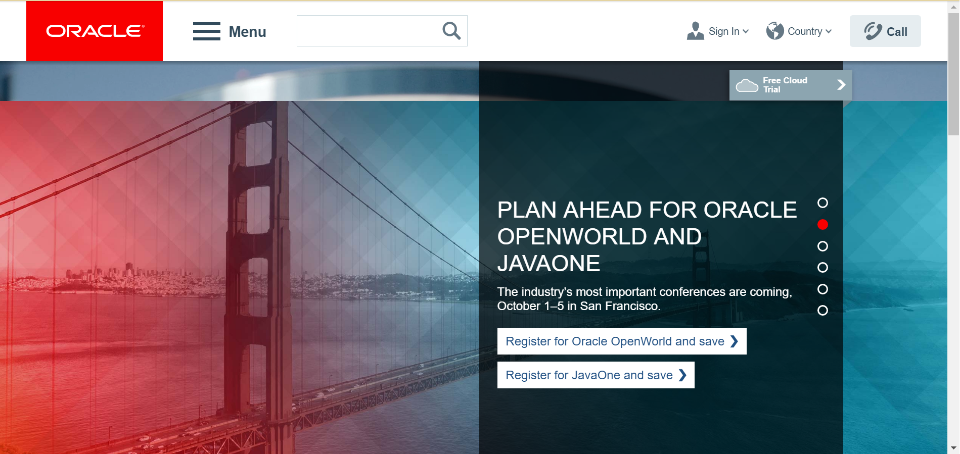 ORACLE®
Menu
Sign In
Country
Call
Free Cloud
Trial
PLAN AHEAD FOR ORACLE
OPENWORLD AND
JAVAONE
The industry's most important conferences are coming,
October 1–5 in San Francisco.
Register for Oracle OpenWorld and save ❯
Register for JavaOne and save ❯